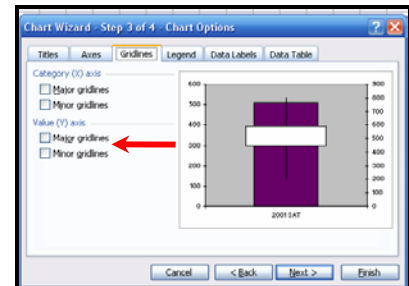 Chart Wizard - Step 3 of 4 - Chart Options
Titles Axes Gridlines Legend Data Labels Data Table
Category (X) axis
Major gridlines
Minor gridlines
Value (Y) axis
Major gridlines
Minor gridlines
600
500
400
300
200
100
0
900
800
700
600
500
400
300
200
100
0
2001 SAT
Cancel < Back Next > Finish